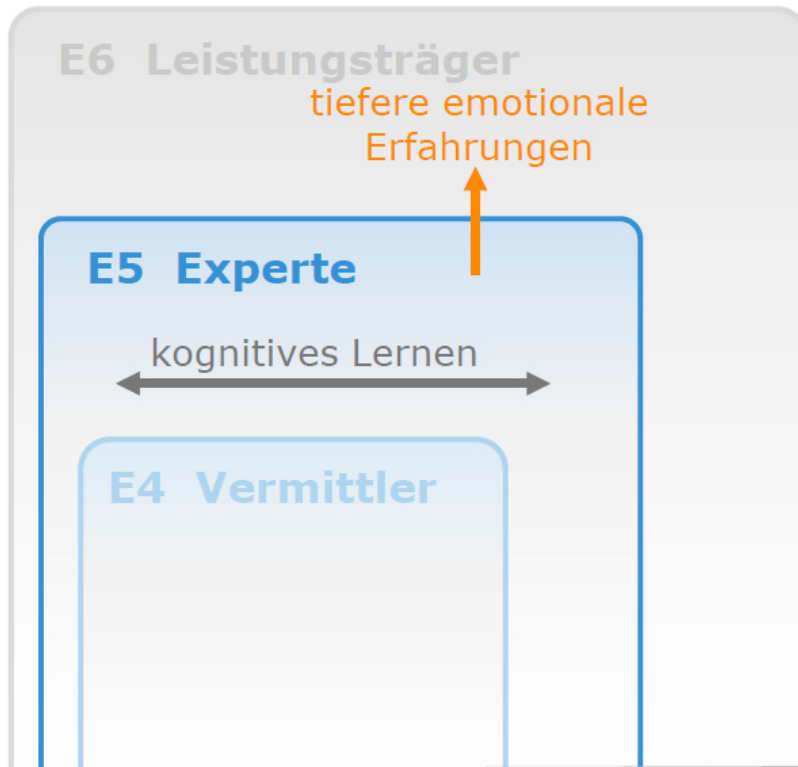 E6 Leistungsträger
tiefere emotionale
Erfahrungen
E5 Experte
kognitives Lernen
E4 Vermittler